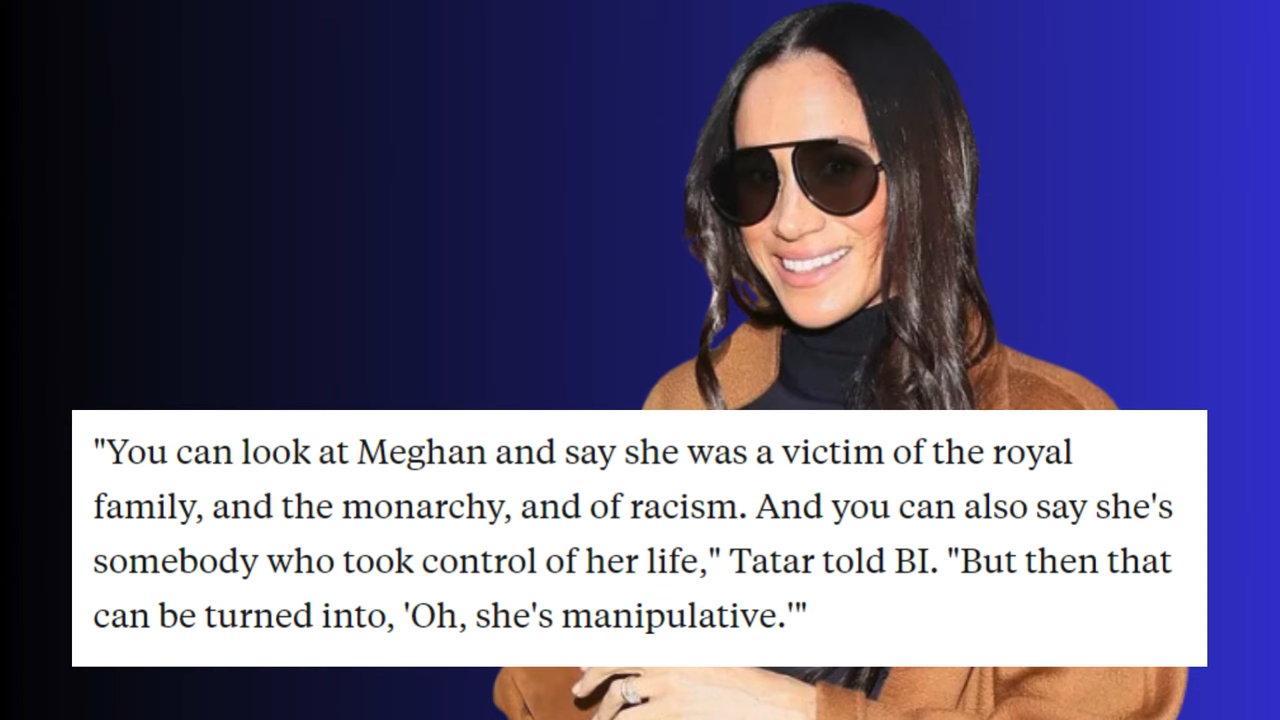 "You can look at Meghan and say she was a victim of the royal
family, and the monarchy, and of racism. And you can also say she's
somebody who took control of her life," Tatar told BI. "But then that
can be turned into, 'Oh, she's manipulative.'"